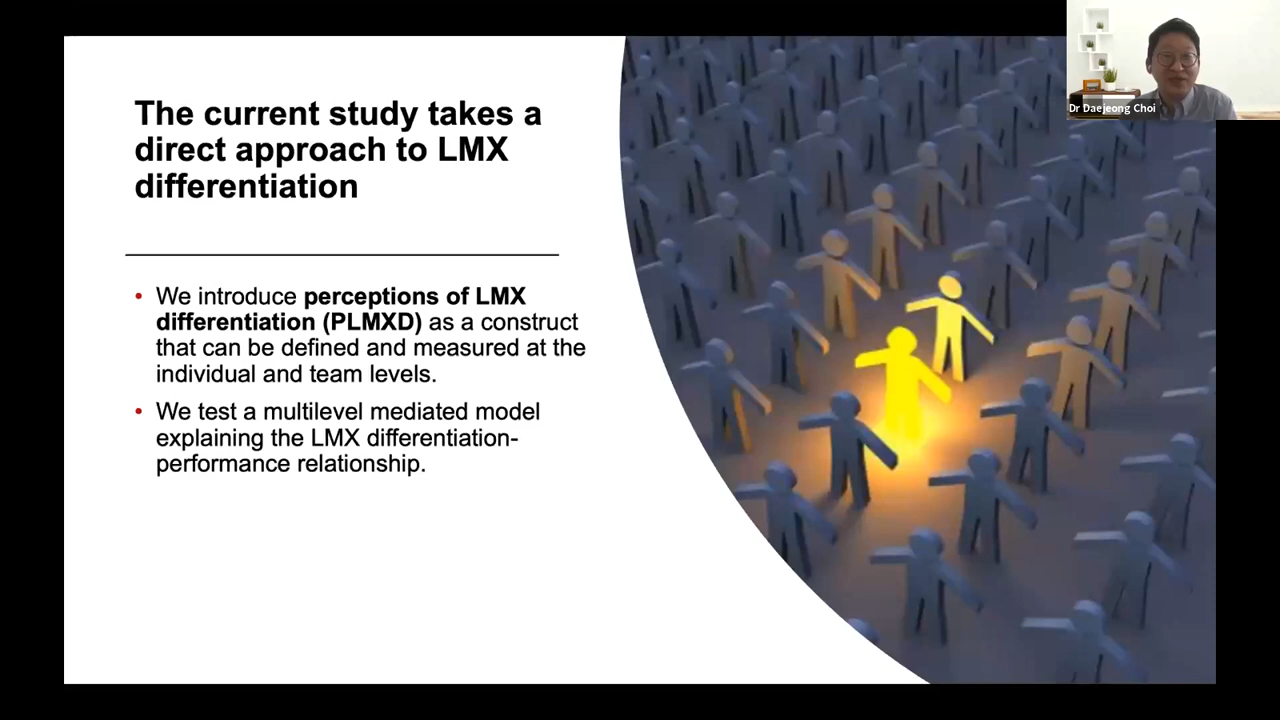 The current study takes a
direct approach to LMX
differentiation
• We introduce perceptions of LMX
differentiation (PLMXD) as a construct
that can be defined and measured at the
individual and team levels.
• We test a multilevel mediated model
explaining the LMX differentiation-
performance relationship.
Dr Daejeong Choi